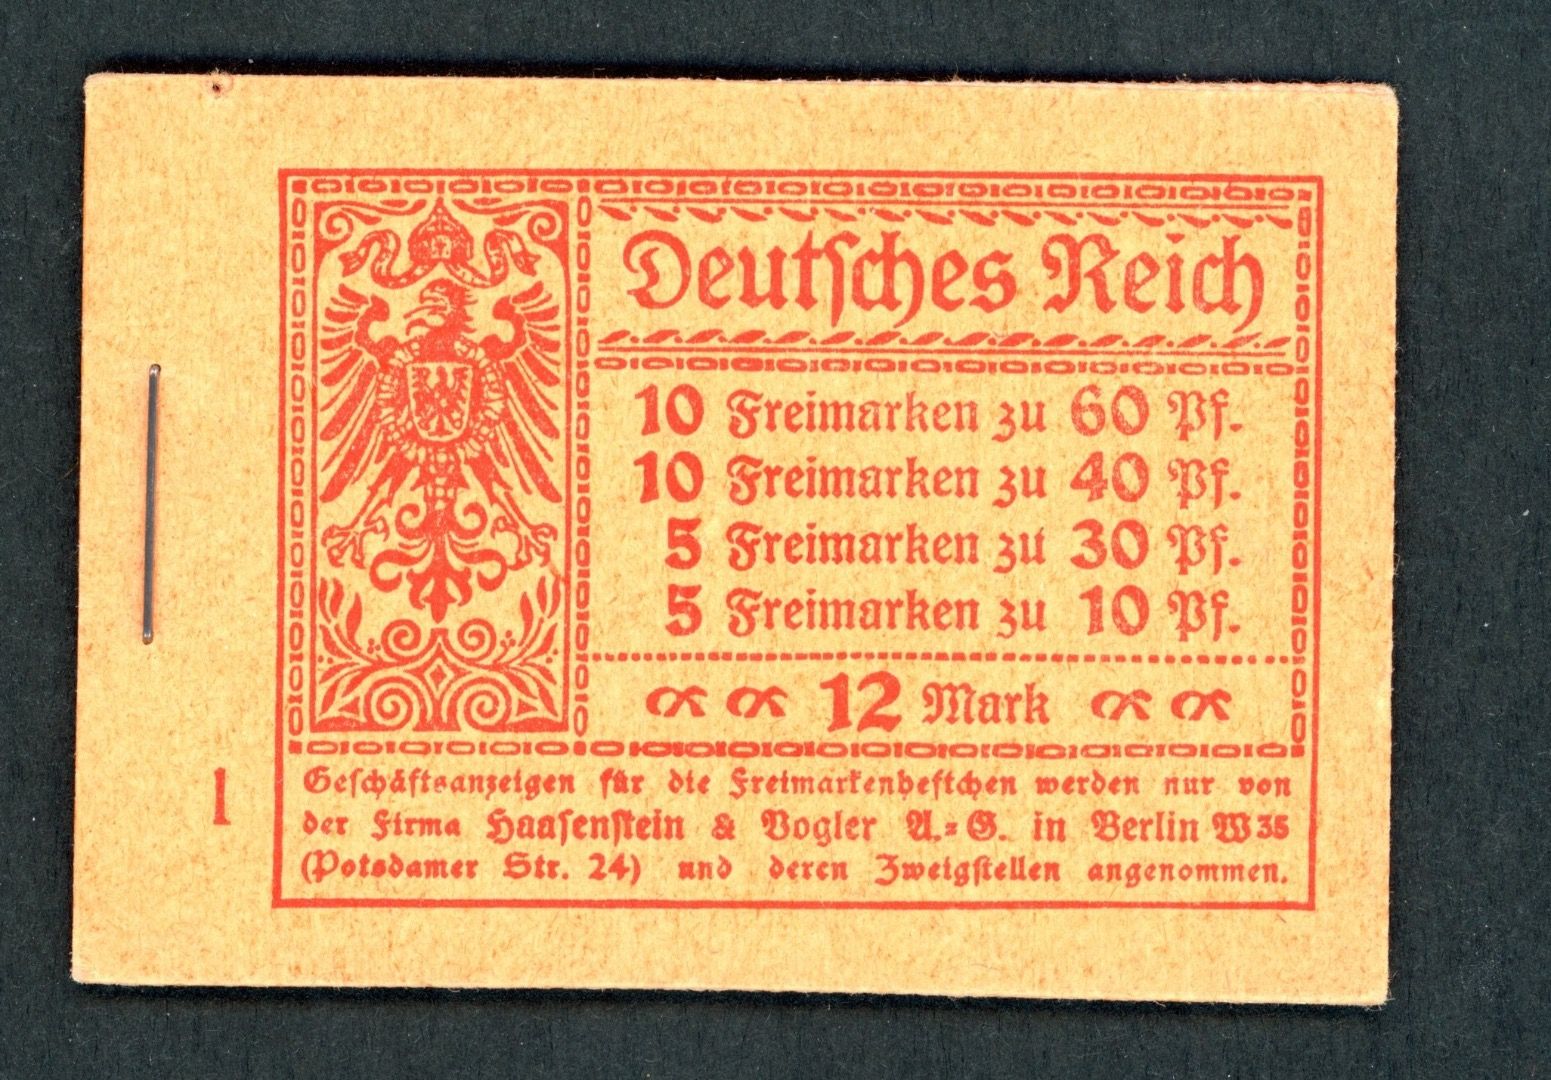 Deutsches Reich
10 Freimarken zu 60 Pf.
10 Freimarken zu 40 Pf.
5 Freimarken zu 30 Pf.
5 Freimarken zu 10 Pf.
12 Mark
1
Geschäftsanzeigen für die Freimarkenheftchen werden nur von
der Firma Haasenstein & Vogler A.=G. in Berlin W 35
(Potsdamer Str. 24) und deren Zweigstellen angenommen.